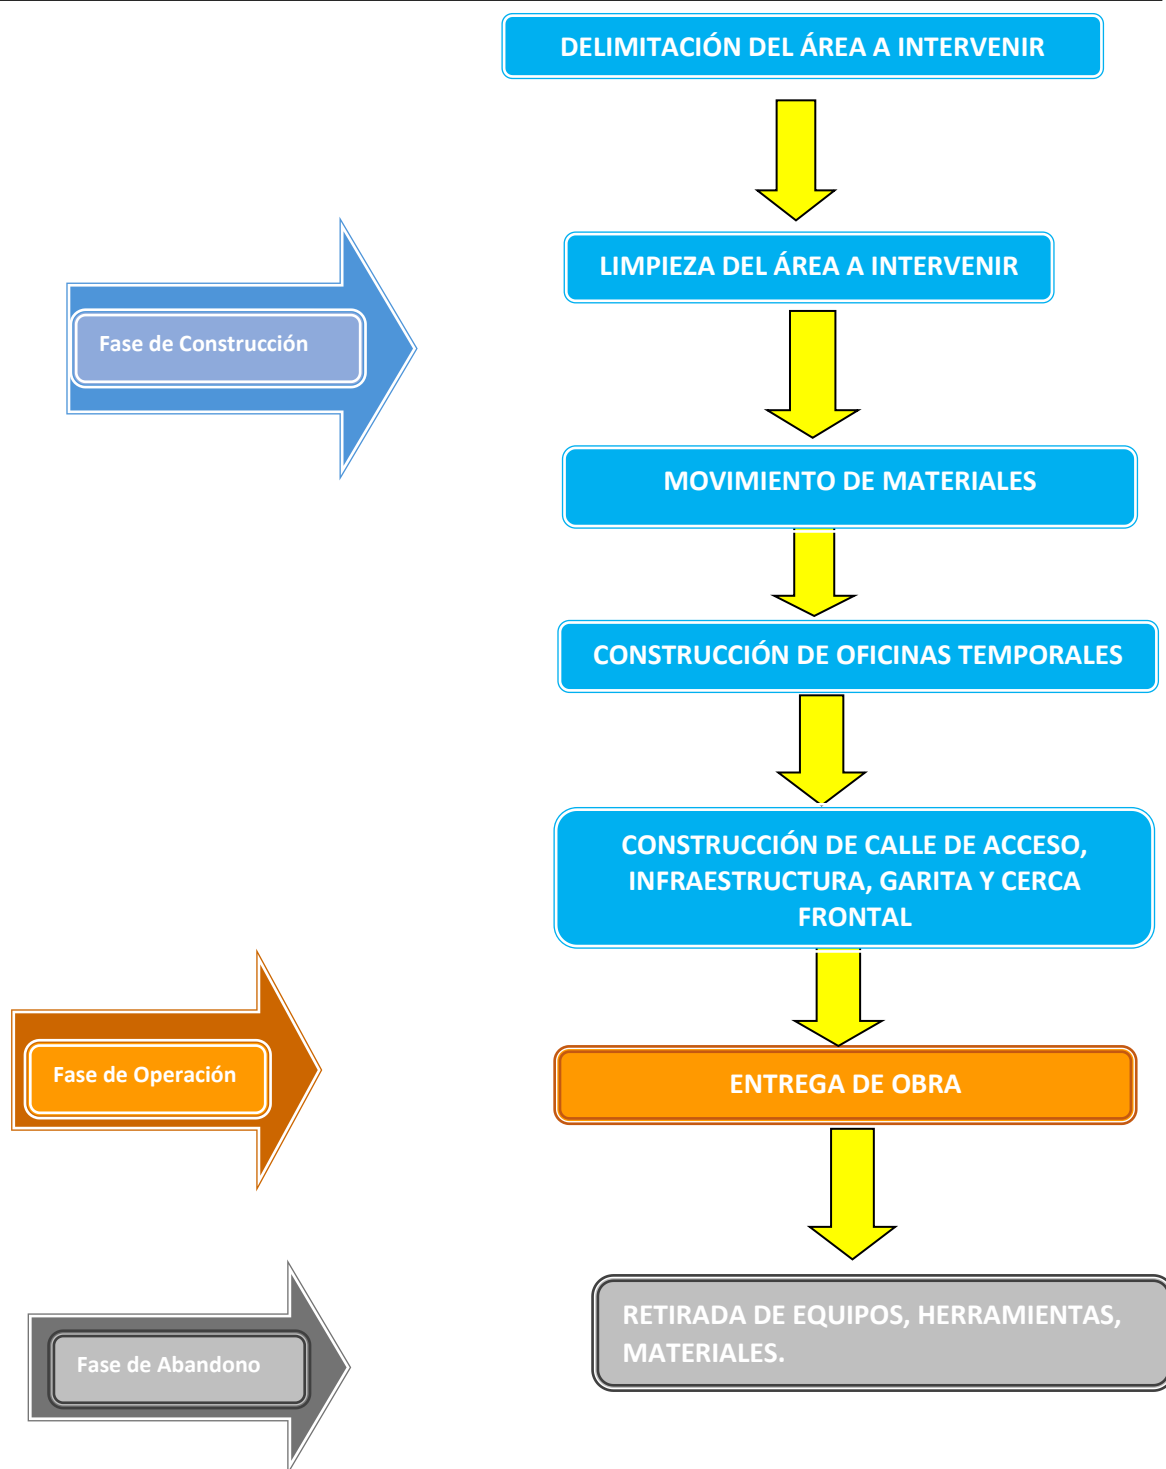 DELIMITACIÓN DEL ÁREA A INTERVENIR
LIMPIEZA DEL ÁREA A INTERVENIR
Fase de Construcción
MOVIMIENTO DE MATERIALES
CONSTRUCCIÓN DE OFICINAS TEMPORALES
CONSTRUCCIÓN DE CALLE DE ACCESO,
INFRAESTRUCTURA, GARITA Y CERCA
FRONTAL
Fase de Operación
ENTREGA DE OBRA
RETIRADA DE EQUIPOS, HERRAMIENTAS,
MATERIALES.
Fase de Abandono